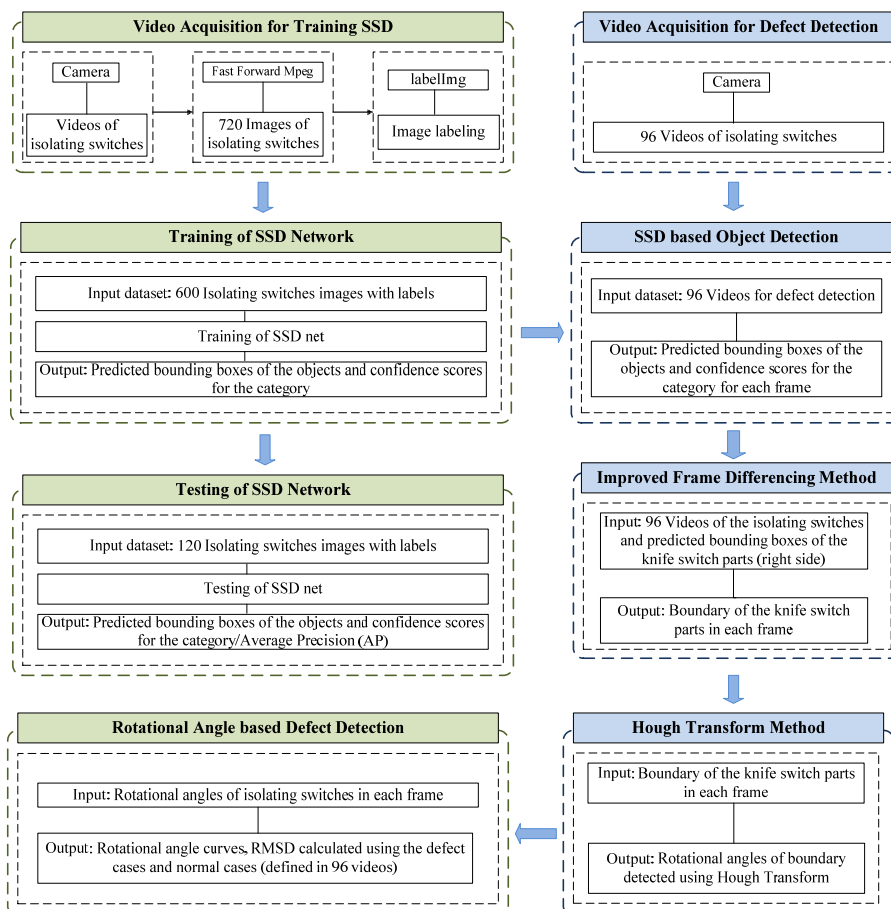 Video Acquisition for Training SSD
Camera
Videos of
isolating switches
Fast Forward Mpeg
720 Images of
isolating switches
labelImg
Image labeling
Video Acquisition for Defect Detection
Camera
96 Videos of isolating switches
Training of SSD Network
Input dataset: 600 Isolating switches images with labels
Training of SSD net
Output: Predicted bounding boxes of the objects and confidence scores
for the category
SSD based Object Detection
Input dataset: 96 Videos for defect detection
Output: Predicted bounding boxes of the
objects and confidence scores for the
category for each frame
Testing of SSD Network
Input dataset: 120 Isolating switches images with labels
Testing of SSD net
Output: Predicted bounding boxes of the objects and confidence scores
for the category/Average Precision (AP)
Improved Frame Differencing Method
Input: 96 Videos of the isolating switches
and predicted bounding boxes of the
knife switch parts (right side)
Output: Boundary of the knife switch
parts in each frame
Rotational Angle based Defect Detection
Input: Rotational angles of isolating switches in each frame
Output: Rotational angle curves, RMSD calculated using the defect
cases and normal cases (defined in 96 videos)
Hough Transform Method
Input: Boundary of the knife switch parts
in each frame
Output: Rotational angles of boundary
detected using Hough Transform